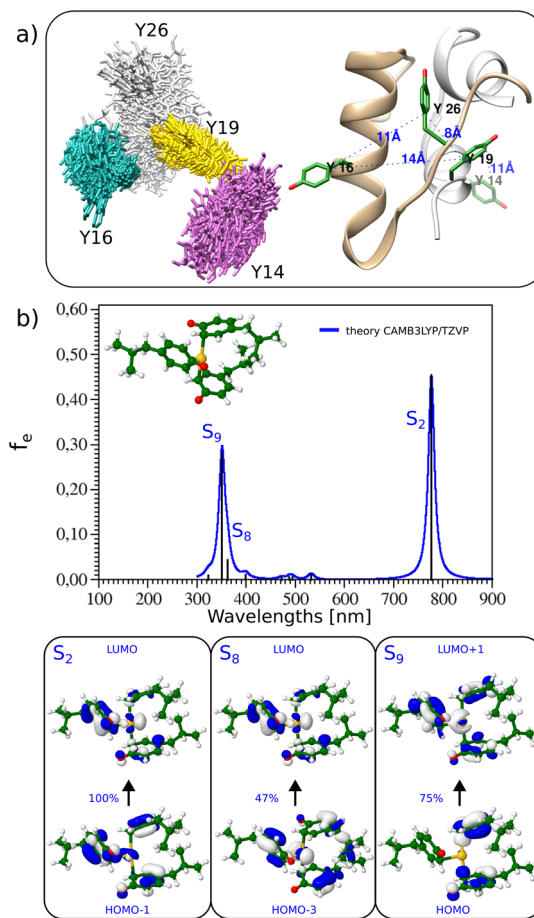 a)
Y26
Y19
Y16
Y14
Y 26
11Å
8Å
Y 16
14Å
Y 19
11Å
Y 14
b)
0,60
0,50
0,40
0,30
0,20
0,10
0,00
fe
theory CAMB3LYP/TZVP
S9
S8
S2
100 200 300 400 500 600 700 800 900
Wavelengths [nm]
S2
LUMO
100%
HOMO-1
S8
LUMO
47%
HOMO-3
S9
LUMO+1
75%
HOMO